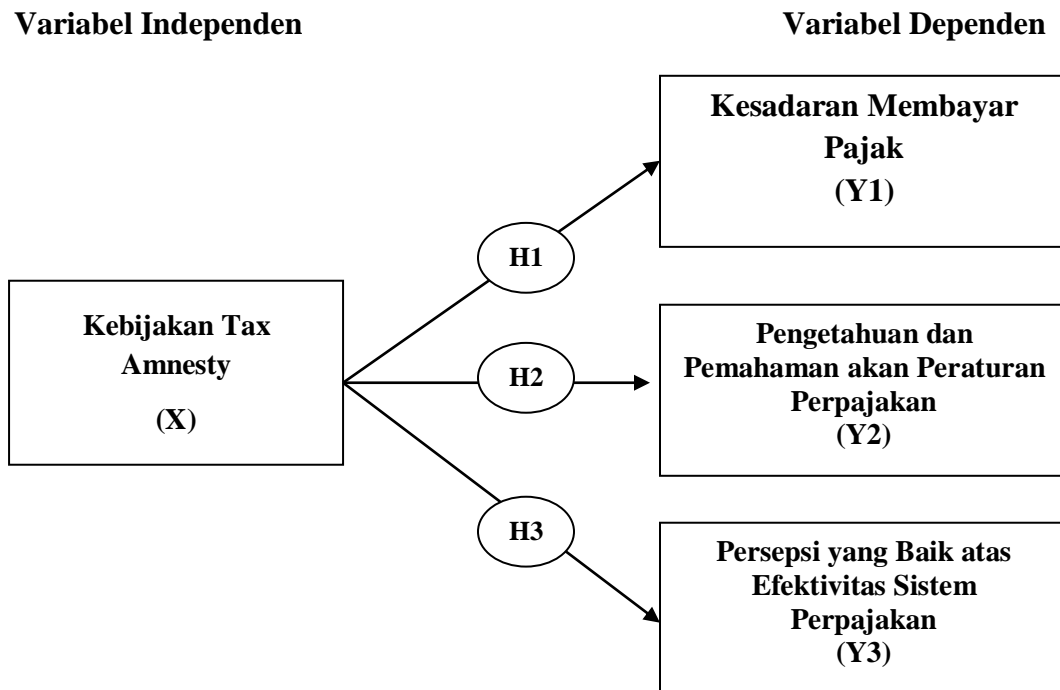 Variabel Independen
Variabel Dependen
Kesadaran Membayar
Pajak
(Y1)
H1
Kebijakan Tax
Amnesty
(X)
H2
Pengetahuan dan
Pemahaman akan Peraturan
Perpajakan
(Y2)
H3
Persepsi yang Baik atas
Efektivitas Sistem
Perpajakan
(Y3)